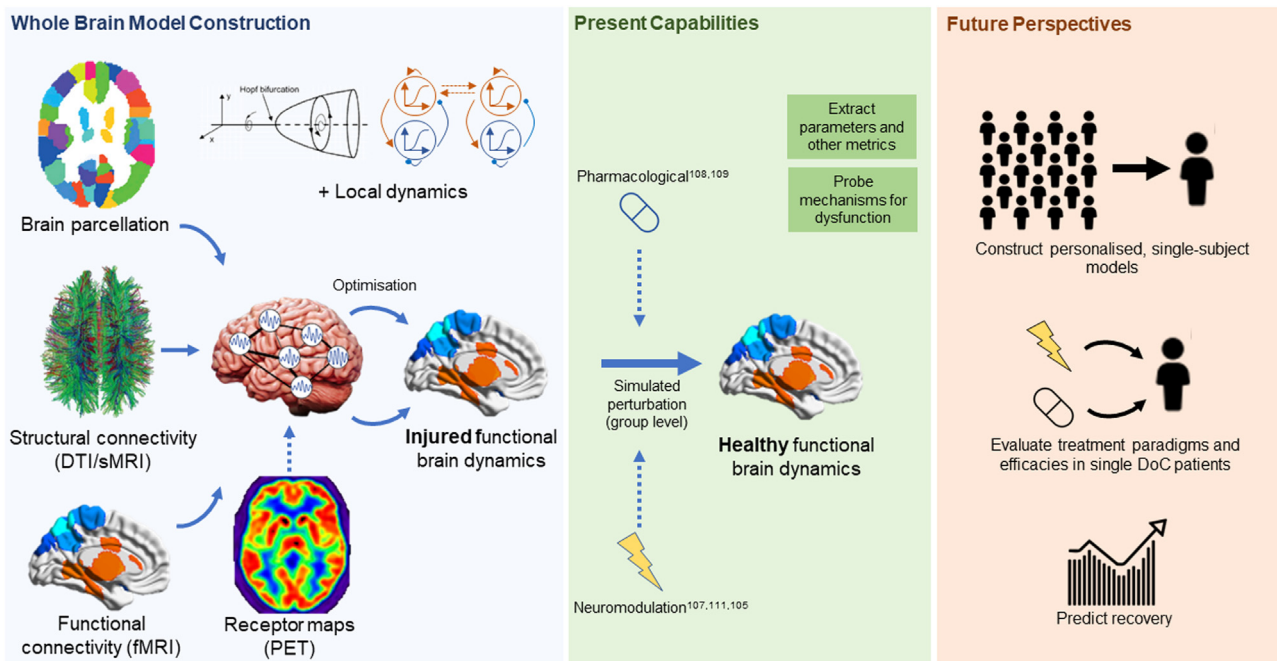 Whole Brain Model Construction
y
Hopf bifurcation
x
+ Local dynamics
Brain parcellation
Optimisation
Structural connectivity
(DTI/sMRI)
Injured functional
brain dynamics
Functional
connectivity (fMRI)
Receptor maps
(PET)
Present Capabilities
Extract
parameters and
other metrics
Probe
mechanisms for
dysfunction
Pharmacological108,109
Simulated
perturbation
(group level)
Healthy functional
brain dynamics
Neuromodulation107,111,105
Future Perspectives
Construct personalised, single-subject
models
Evaluate treatment paradigms and
efficacies in single DoC patients
Predict recovery